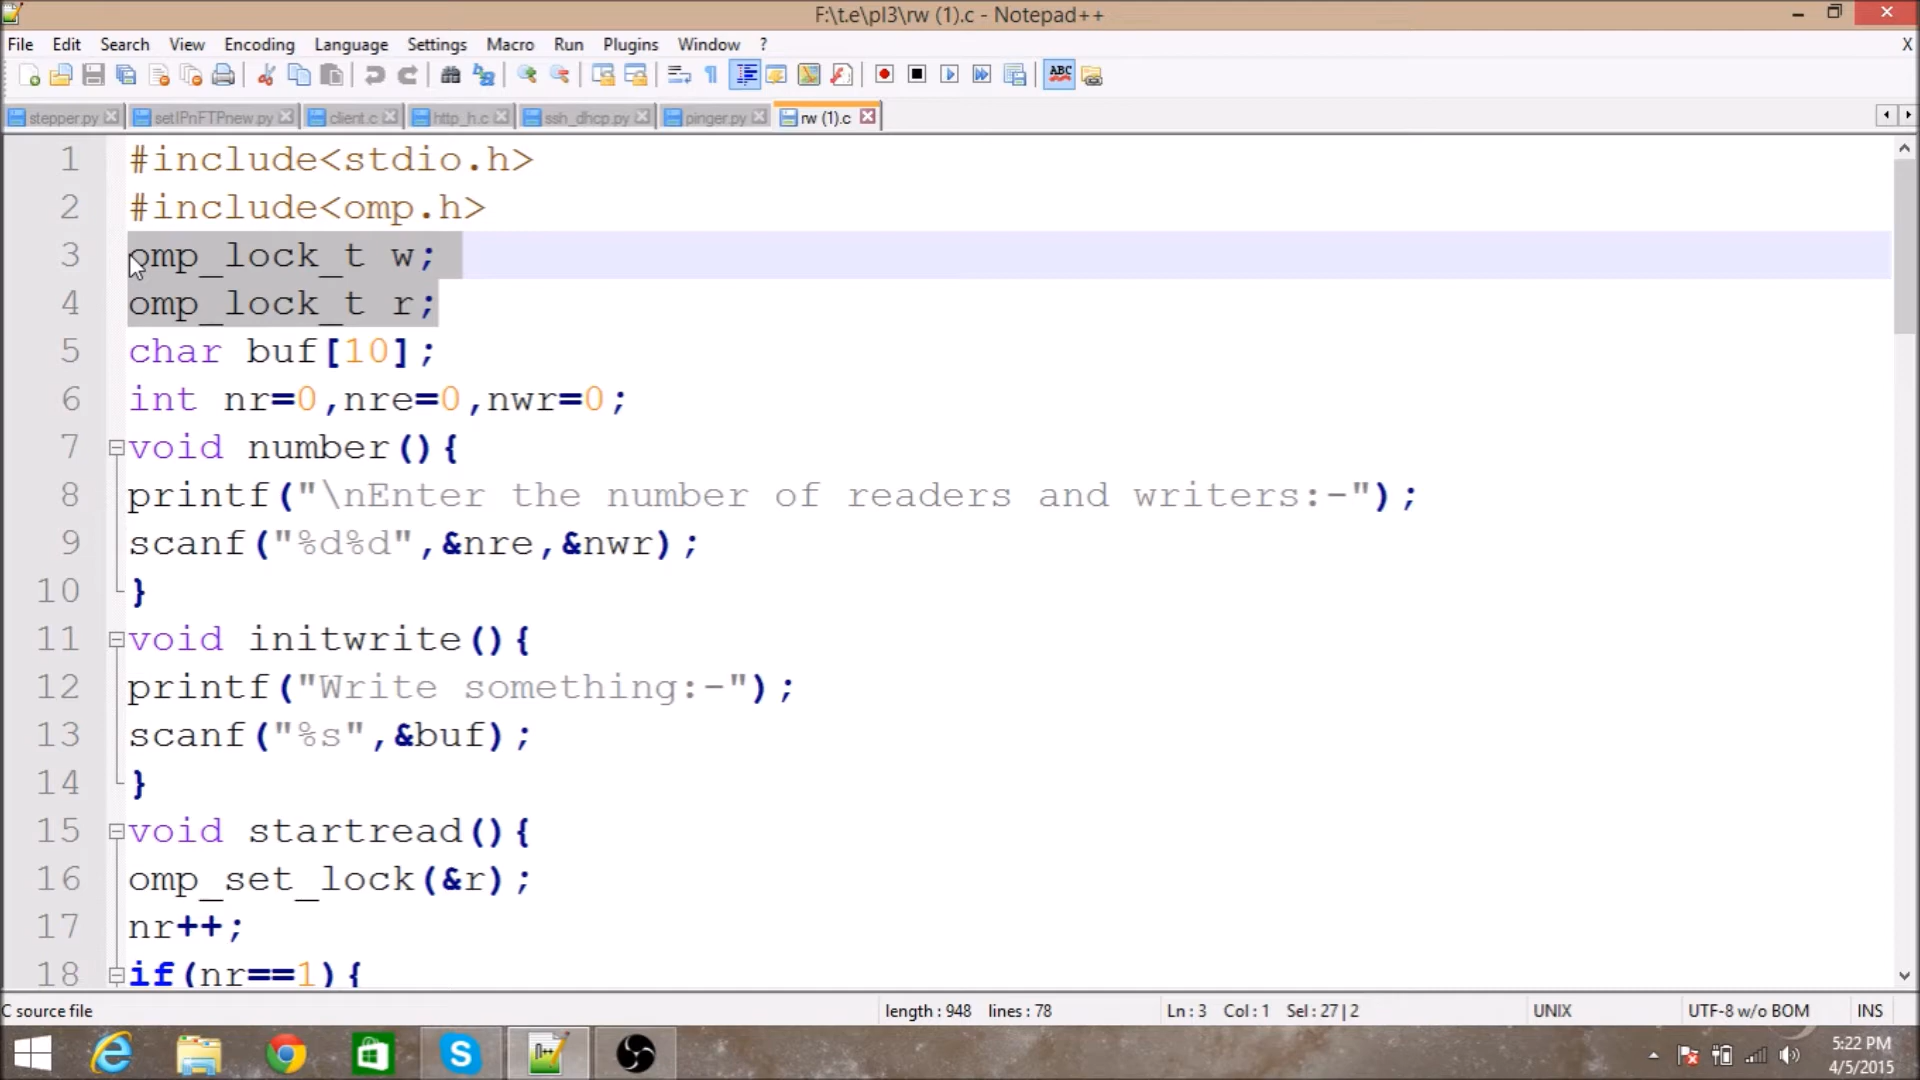 F:\t.e\pl3\rw (1).c - Notepad++
File Edit Search View Encoding Language Settings Macro Run Plugins Window ? X
ABC
stepper.py setIPnFTPnew.py client.c http_h.c ssh_dhcp.py pinger.py rw (1).c
1 #include<stdio.h>
2 #include<omp.h>
3 omp_lock_t w;
4 omp_lock_t r;
5 char buf[10];
6 int nr=0,nre=0,nwr=0;
7 void number(){
8 printf("\nEnter the number of readers and writers:-");
9 scanf("%d%d",&nre,&nwr);
10 }
11 void initwrite(){
12 printf("Write something:-");
13 scanf("%s",&buf);
14 }
15 void startread(){
16 omp_set_lock(&r);
17 nr++;
18 if(nr==1){
C source file length : 948 lines : 78 Ln : 3 Col : 1 Sel : 27 | 2 UNIX UTF-8 w/o BOM INS
5:22 PM
4/5/2015